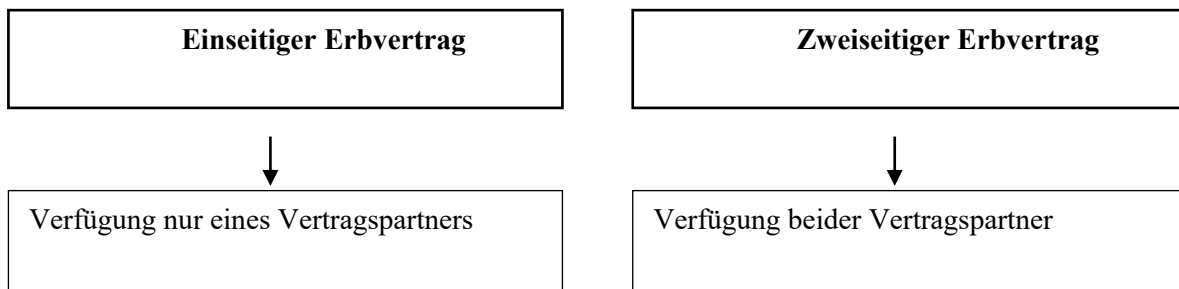 Einseitiger Erbvertrag
Zweiseitiger Erbvertrag
Verfügung nur eines Vertragspartners
Verfügung beider Vertragspartner